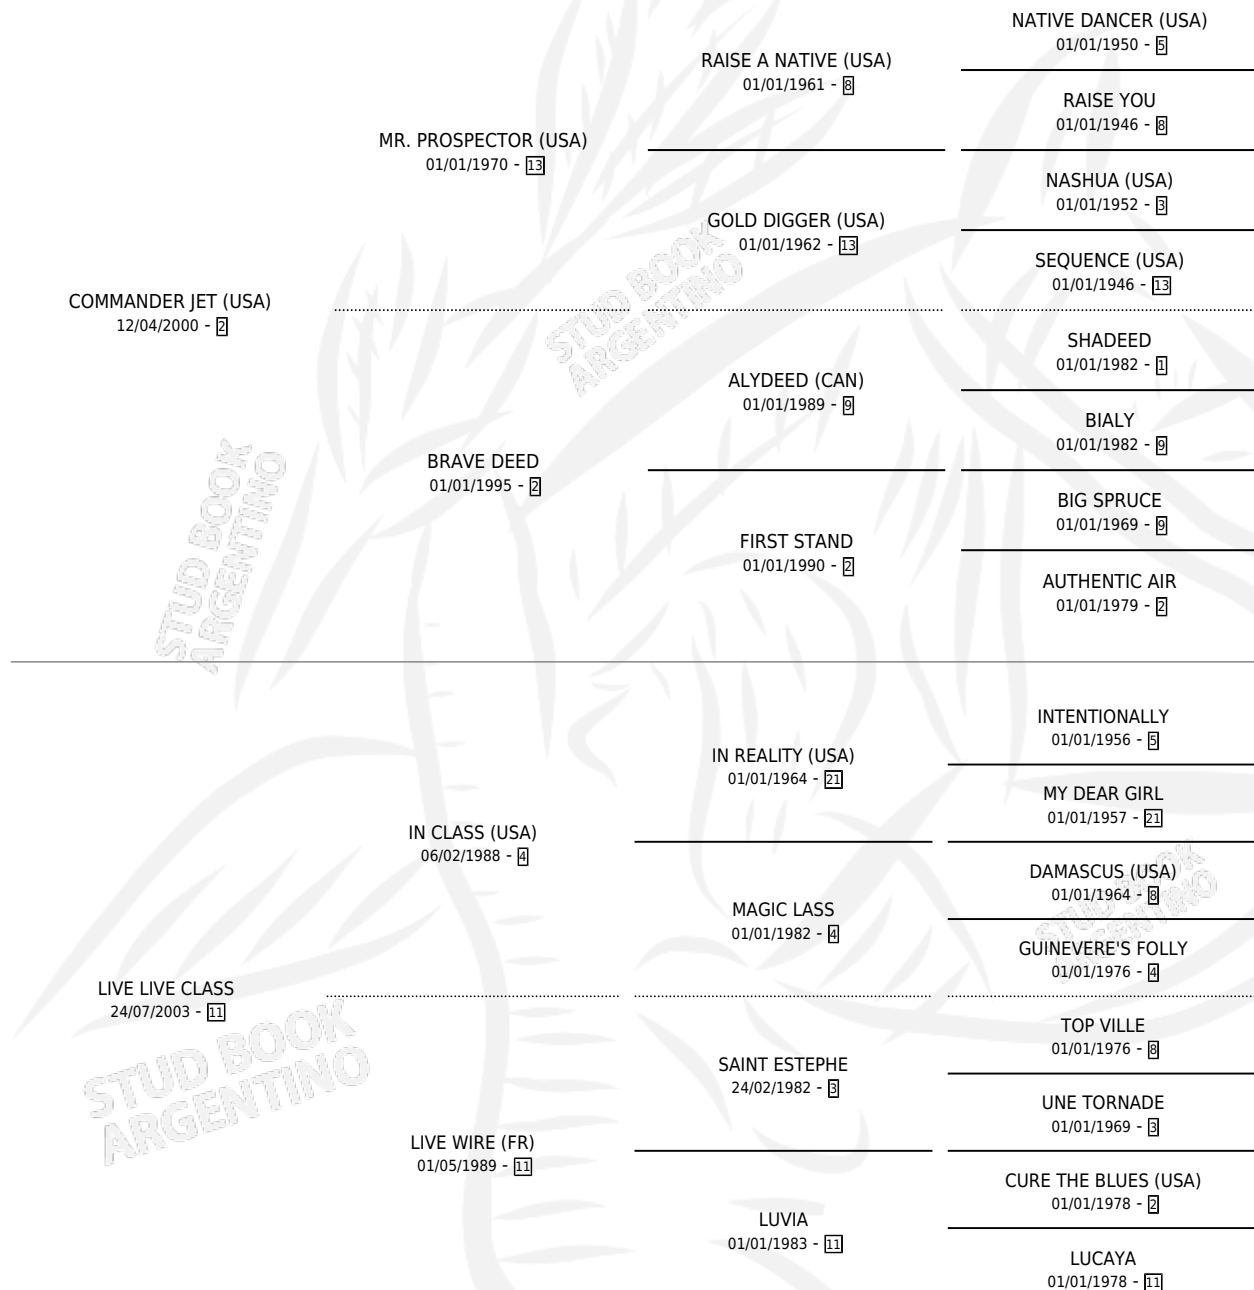 NATIVE DANCER (USA)
01/01/1950 - 5
RAISE A NATIVE (USA)
01/01/1961 - 8
RAISE YOU
01/01/1946 - 8
MR. PROSPECTOR (USA)
01/01/1970 - 13
NASHUA (USA)
01/01/1952 - 3
GOLD DIGGER (USA)
01/01/1962 - 13
SEQUENCE (USA)
01/01/1946 - 13
COMMANDER JET (USA)
12/04/2000 - 2
SHADEED
01/01/1982 - 1
ALYDEED (CAN)
01/01/1989 - 9
BIALY
01/01/1982 - 9
BRAVE DEED
01/01/1995 - 2
BIG SPRUCE
01/01/1969 - 9
FIRST STAND
01/01/1990 - 2
AUTHENTIC AIR
01/01/1979 - 2
INTENTIONALLY
01/01/1956 - 5
IN REALITY (USA)
01/01/1964 - 21
MY DEAR GIRL
01/01/1957 - 21
IN CLASS (USA)
06/02/1988 - 4
DAMASCUS (USA)
01/01/1964 - 8
MAGIC LASS
01/01/1982 - 4
GUINEVERE'S FOLLY
01/01/1976 - 4
LIVE LIVE CLASS
24/07/2003 - 11
TOP VILLE
01/01/1976 - 8
SAINT ESTEPHE
24/02/1982 - 3
UNE TORNADE
01/01/1969 - 3
LIVE WIRE (FR)
01/05/1989 - 11
CURE THE BLUES (USA)
01/01/1978 - 2
LUVIA
01/01/1983 - 11
LUCAYA
01/01/1978 - 11
STUD BOOK
ARGENTINO
STUD BOOK
ARGENTINO
STUD BOOK
ARGENTINO
STUD BOOK
ARGENTINO